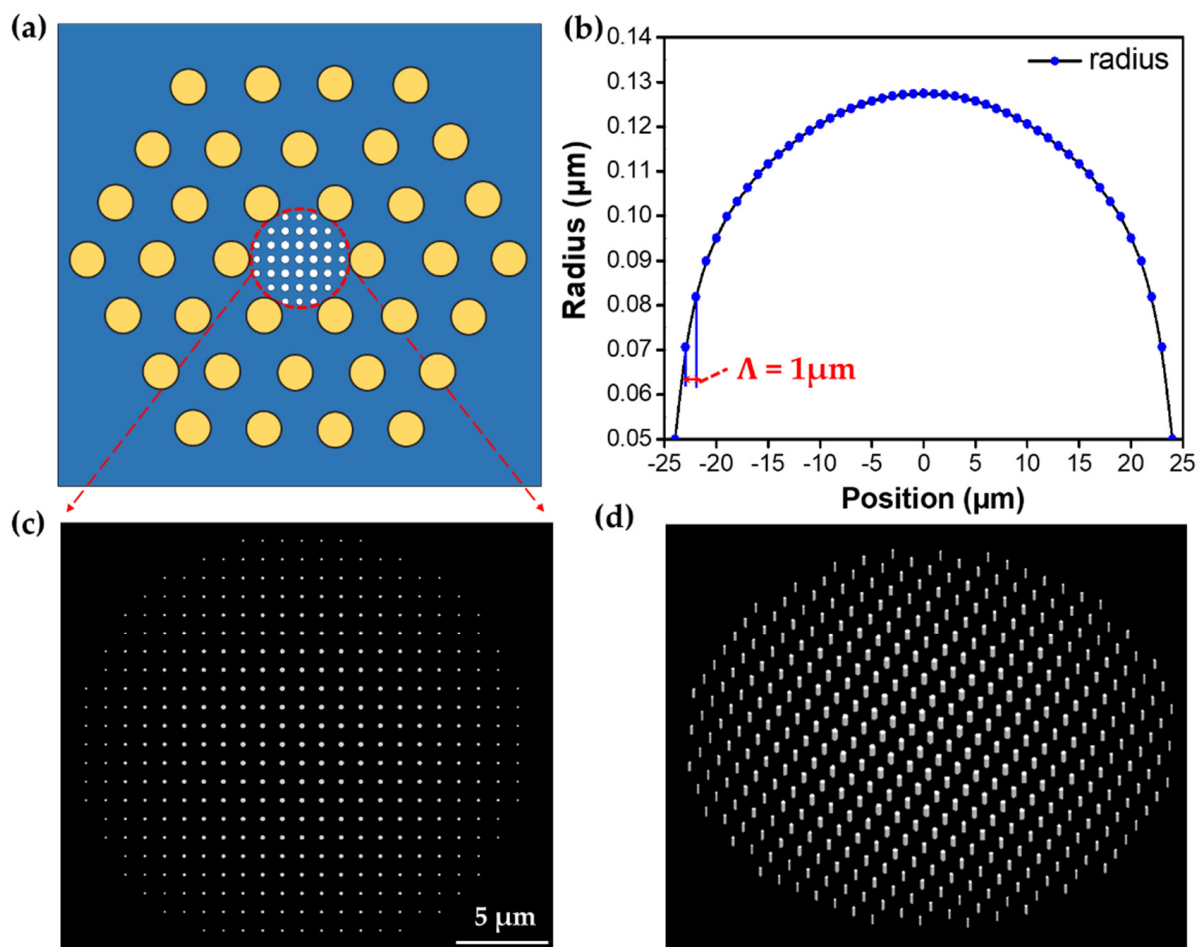 (a)
(b)
0.14
0.13
0.12
0.11
0.10
0.09
0.08
0.07
0.06
0.05
Radius (µm)
radius
Λ = 1µm
-25 -20 -15 -10 -5 0 5 10 15 20 25
Position (µm)
(c)
5 µm
(d)